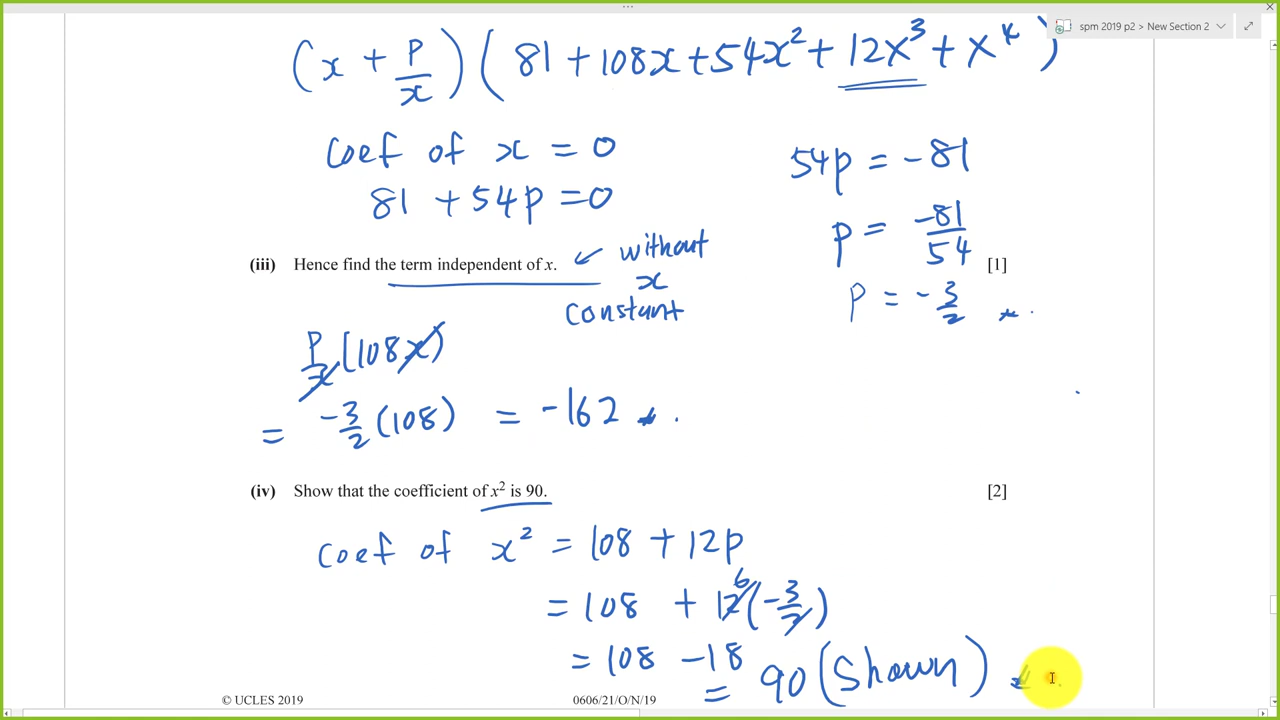 spm 2019 p2 > New Section 2
(x + p/x)(81 + 108x + 54x² + 12x³ + x⁴)
coef of x = 0
81 + 54p = 0
54p = -81
p = -81/54
p = -3/2
(iii) Hence find the term independent of x. [1]
without
x
constant
p/x (108x)
= -3/2 (108) = -162
(iv) Show that the coefficient of x² is 90. [2]
coef of x² = 108 + 12p
= 108 + 12 6 (-3/2)
= 108 - 18
= 90 (Shown)
© UCLES 2019 0606/21/O/N/19